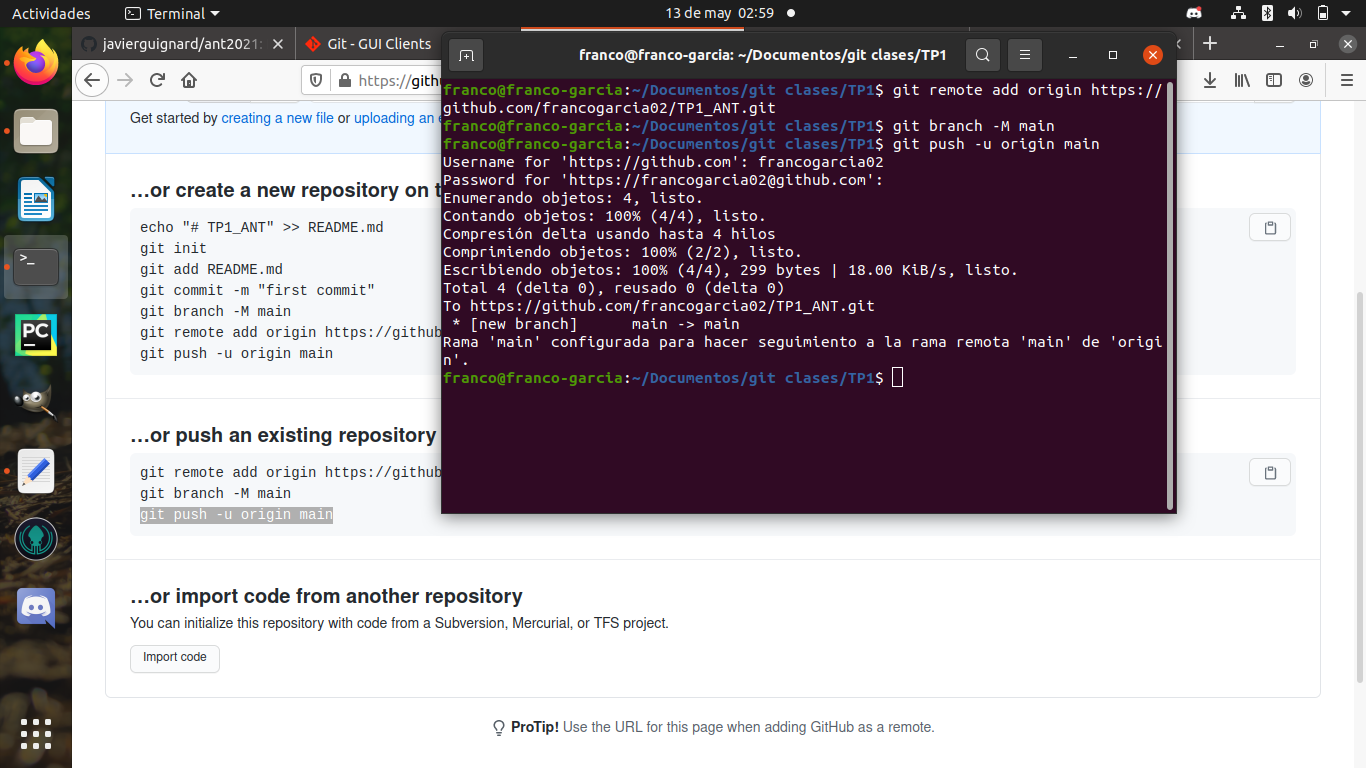 Actividades
Terminal
13 de may 02:59
javierguignard/ant2021:
Git - GUI Clients
https://gith
franco@franco-garcia: ~/Documentos/git clases/TP1
franco@franco-garcia:~/Documentos/git clases/TP1$ git remote add origin https://
github.com/francogarcia02/TP1_ANT.git
franco@franco-garcia:~/Documentos/git clases/TP1$ git branch -M main
franco@franco-garcia:~/Documentos/git clases/TP1$ git push -u origin main
Username for 'https://github.com': francogarcia02
Password for 'https://francogarcia02@github.com':
Enumerando objetos: 4, listo.
Contando objetos: 100% (4/4), listo.
Compresión delta usando hasta 4 hilos
Comprimiendo objetos: 100% (2/2), listo.
Escribiendo objetos: 100% (4/4), 299 bytes | 18.00 KiB/s, listo.
Total 4 (delta 0), reusado 0 (delta 0)
To https://github.com/francogarcia02/TP1_ANT.git
 * [new branch]      main -> main
Rama 'main' configurada para hacer seguimiento a la rama remota 'main' de 'origi
n'.
franco@franco-garcia:~/Documentos/git clases/TP1$
Get started by creating a new file or uploading an e
…or create a new repository on t
echo "# TP1_ANT" >> README.md
git init
git add README.md
git commit -m "first commit"
git branch -M main
git remote add origin https://github
git push -u origin main
…or push an existing repository
git remote add origin https://github
git branch -M main
git push -u origin main
…or import code from another repository
You can initialize this repository with code from a Subversion, Mercurial, or TFS project.
Import code
ProTip! Use the URL for this page when adding GitHub as a remote.
>_
PC